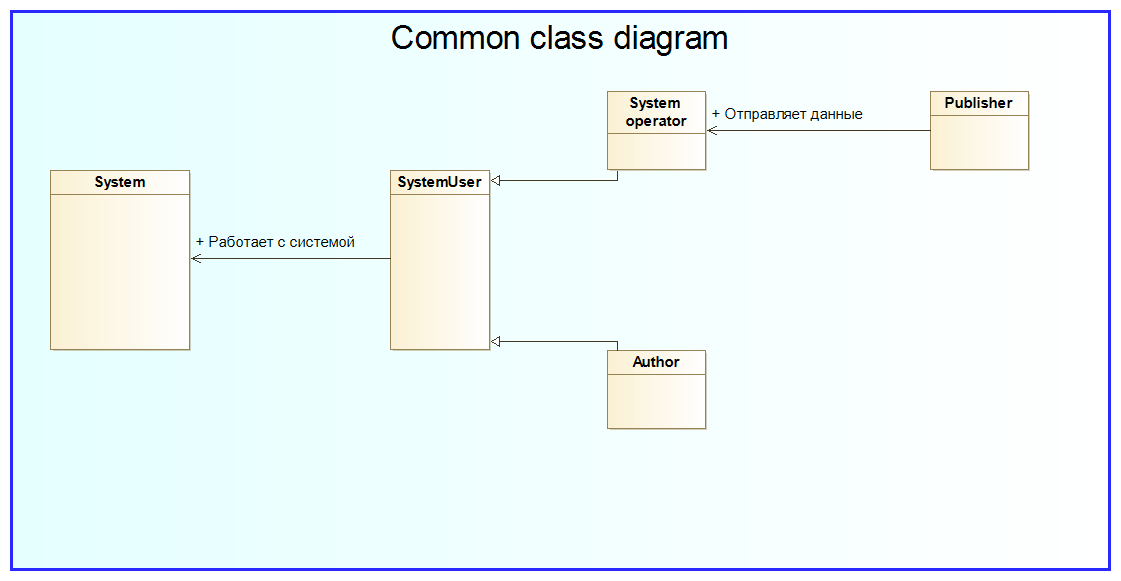 Common class diagram
System
operator
+ Отправляет данные
Publisher
System
SystemUser
+ Работает с системой
Author